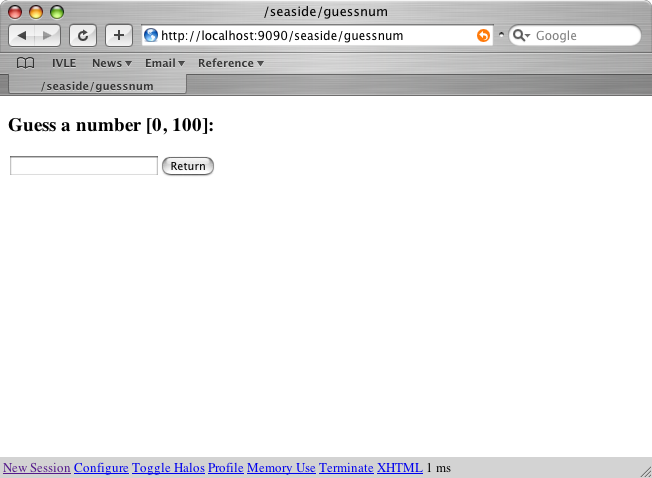 /seaside/guessnum
http://localhost:9090/seaside/guessnum
Google
IVLE News Email Reference
/seaside/guessnum
Guess a number [0, 100]:
Return
New Session Configure Toggle Halos Profile Memory Use Terminate XHTML 1 ms